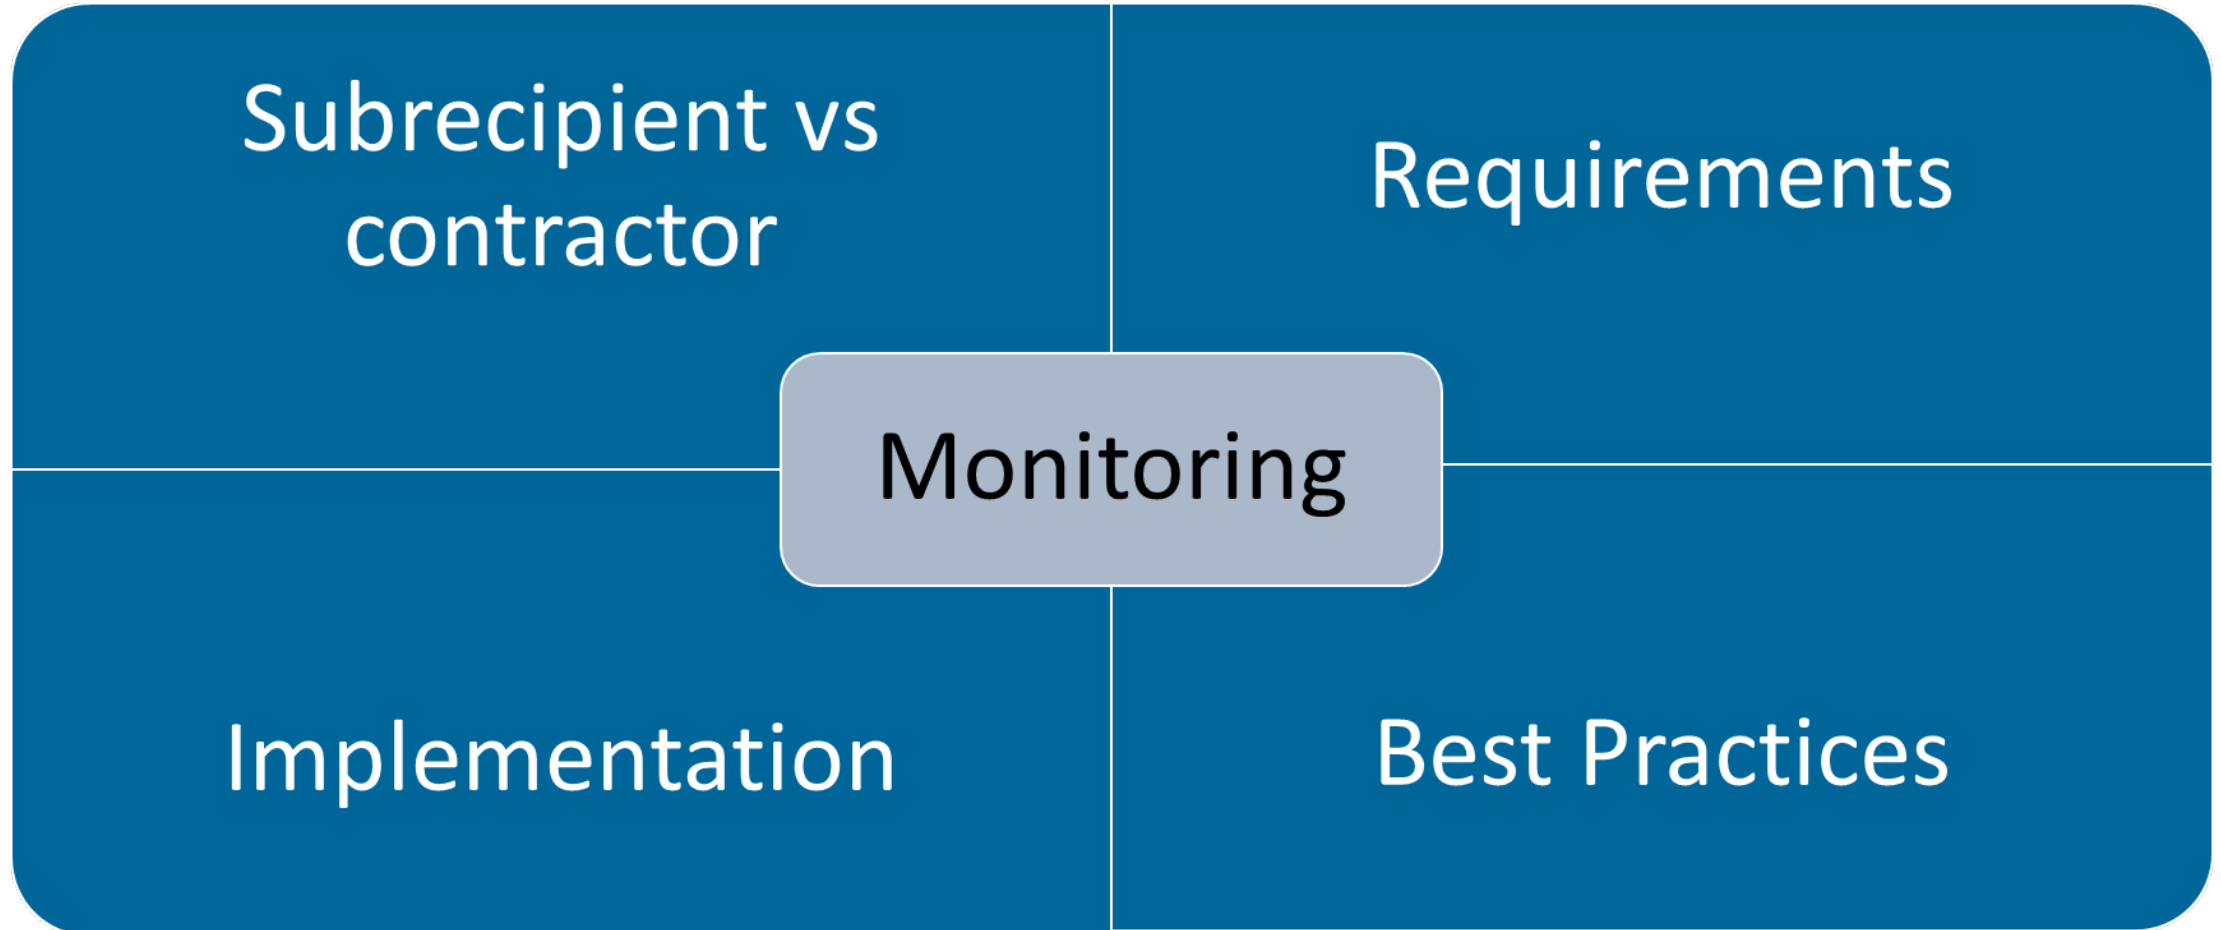 Subrecipient vs
contractor
Requirements
Monitoring
Implementation
Best Practices